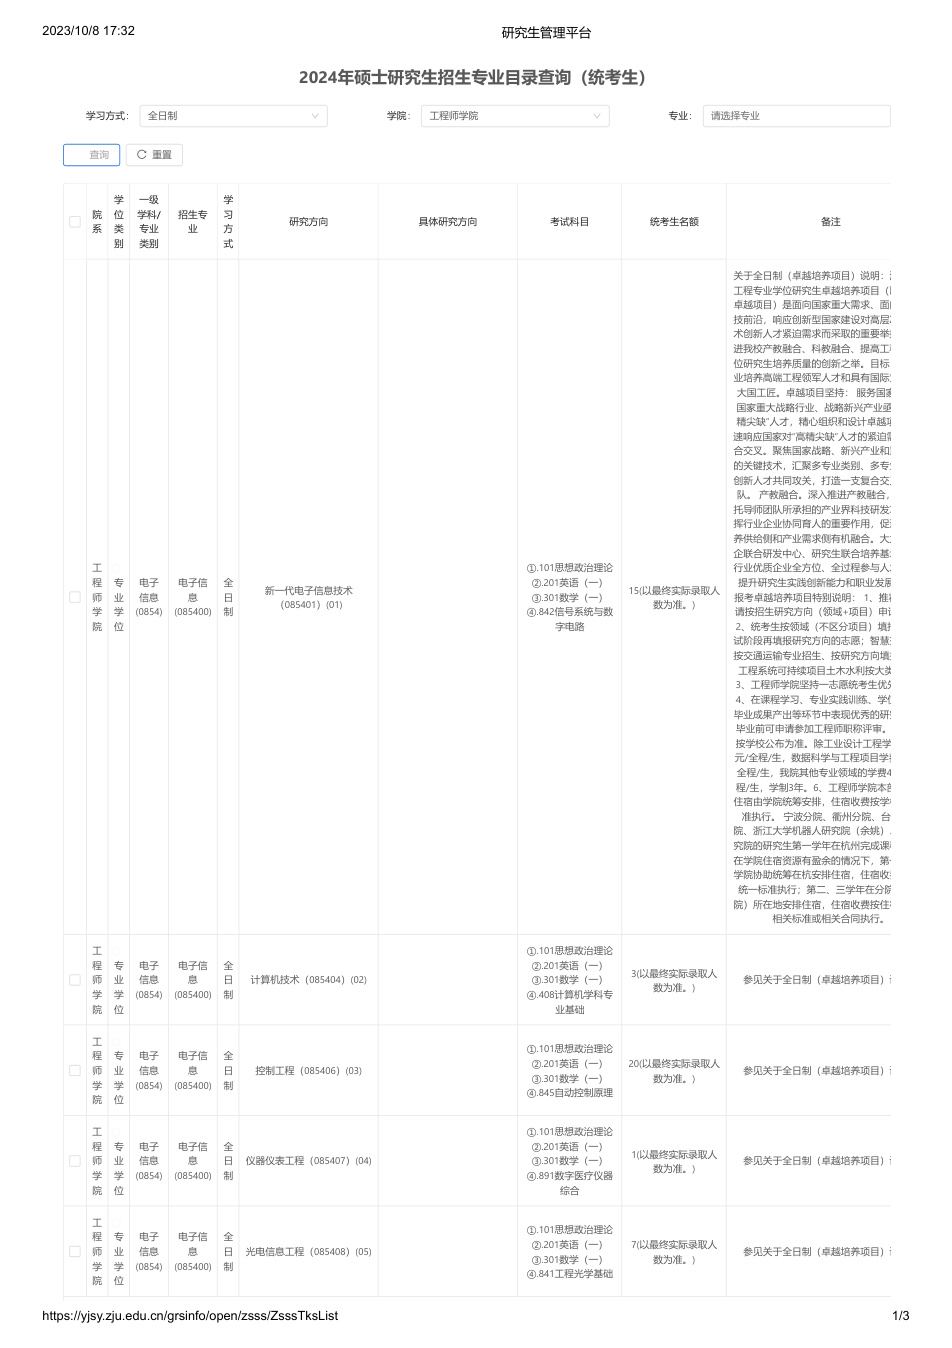 2023/10/8 17:32
研究生管理平台
2024年硕士研究生招生专业目录查询（统考生）
学习方式： 全日制
学院： 工程师学院
专业： 请选择专业
查询
重置
院系
学位类别
一级学科/专业类别
招生专业
学习方式
研究方向
具体研究方向
考试科目
统考生名额
备注
工程师学院
专业学位
电子信息(0854)
电子信息(085400)
全日制
新一代电子信息技术
（085401）(01)
①.101思想政治理论
②.201英语（一）
③.301数学（一）
④.842信号系统与数
字电路
15(以最终实际录取人
数为准。)
关于全日制（卓越培养项目）说明：
工程专业学位研究生卓越培养项目（
卓越项目）是面向国家重大需求、面
技前沿，响应创新型国家建设对高层
术创新人才紧迫需求而采取的重要举
进我校产教融合、科教融合、提高工
位研究生培养质量的创新之举。目标
业培养高端工程领军人才和具有国际
大国工匠。卓越项目坚持： 服务国家
国家重大战略行业、战略新兴产业亟
精尖缺”人才，精心组织和设计卓越项
速响应国家对“高精尖缺”人才的紧迫需
合交叉。聚焦国家战略、新兴产业和
的关键技术，汇聚多专业类别、多专
创新人才共同攻关，打造一支复合交
队。 产教融合。深入推进产教融合，
托导师团队所承担的产业界科技研发
挥行业企业协同育人的重要作用，促
养供给侧和产业需求侧有机融合。大
企联合研发中心、研究生联合培养基
行业优质企业全方位、全过程参与人
提升研究生实践创新能力和职业发展
报考卓越培养项目特别说明： 1、推
请按招生研究方向（领域+项目）申
2、统考生按领域（不区分项目）填
试阶段再填报研究方向的志愿；智慧
按交通运输专业招生、按研究方向填
工程系统可持续项目土木水利按大类
3、工程师学院坚持一志愿统考生优
4、在课程学习、专业实践训练、学位
毕业成果产出等环节中表现优秀的研
毕业前可申请参加工程师职称评审。
按学校公布为准。除工业设计工程学
元/全程/生，数据科学与工程项目学
全程/生，我院其他专业领域的学费4
程/生，学制3年。6、工程师学院本部
住宿由学院统筹安排，住宿收费按学
准执行。 宁波分院、衢州分院、台
院、浙江大学机器人研究院（余姚）、
究院的研究生第一学年在杭州完成课
在学院住宿资源有盈余的情况下，第
学院协助统筹在杭安排住宿，住宿收
统一标准执行；第二、三学年在分院
院）所在地安排住宿，住宿收费按住
相关标准或相关合同执行。
工程师学院
专业学位
电子信息(0854)
电子信息(085400)
全日制
计算机技术（085404）(02)
①.101思想政治理论
②.201英语（一）
③.301数学（一）
④.408计算机学科专
业基础
3(以最终实际录取人
数为准。)
参见关于全日制（卓越培养项目）
工程师学院
专业学位
电子信息(0854)
电子信息(085400)
全日制
控制工程（085406）(03)
①.101思想政治理论
②.201英语（一）
③.301数学（一）
④.845自动控制原理
20(以最终实际录取人
数为准。)
参见关于全日制（卓越培养项目）
工程师学院
专业学位
电子信息(0854)
电子信息(085400)
全日制
仪器仪表工程（085407）(04)
①.101思想政治理论
②.201英语（一）
③.301数学（一）
④.891数字医疗仪器
综合
1(以最终实际录取人
数为准。)
参见关于全日制（卓越培养项目）
工程师学院
专业学位
电子信息(0854)
电子信息(085400)
全日制
光电信息工程（085408）(05)
①.101思想政治理论
②.201英语（一）
③.301数学（一）
④.841工程光学基础
7(以最终实际录取人
数为准。)
参见关于全日制（卓越培养项目）
https://yjsy.zju.edu.cn/grsinfo/open/zsss/ZsssTksList
1/3